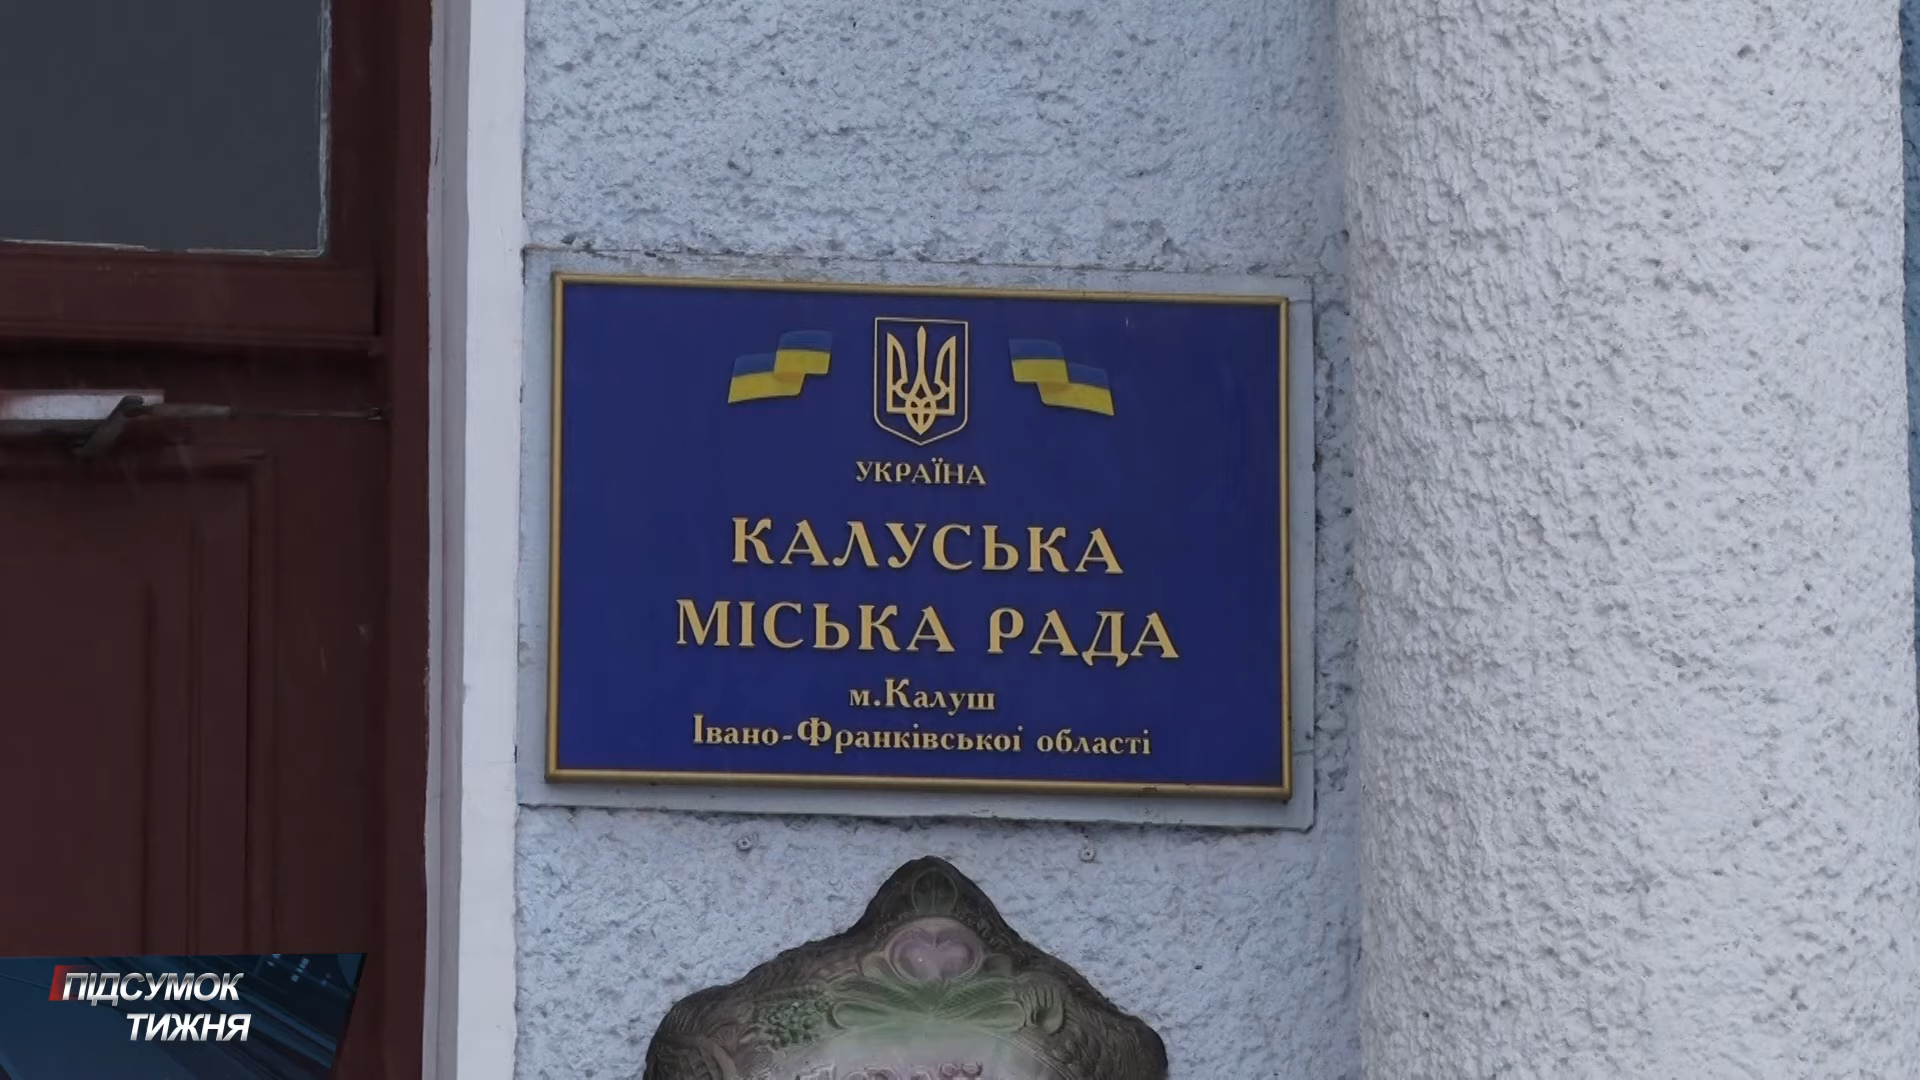 УКРАЇНА
КАЛУСЬКА
МІСЬКА РАДА
м.Калуш
Івано-Франківської області
ПІДСУМОК
ТИЖНЯ